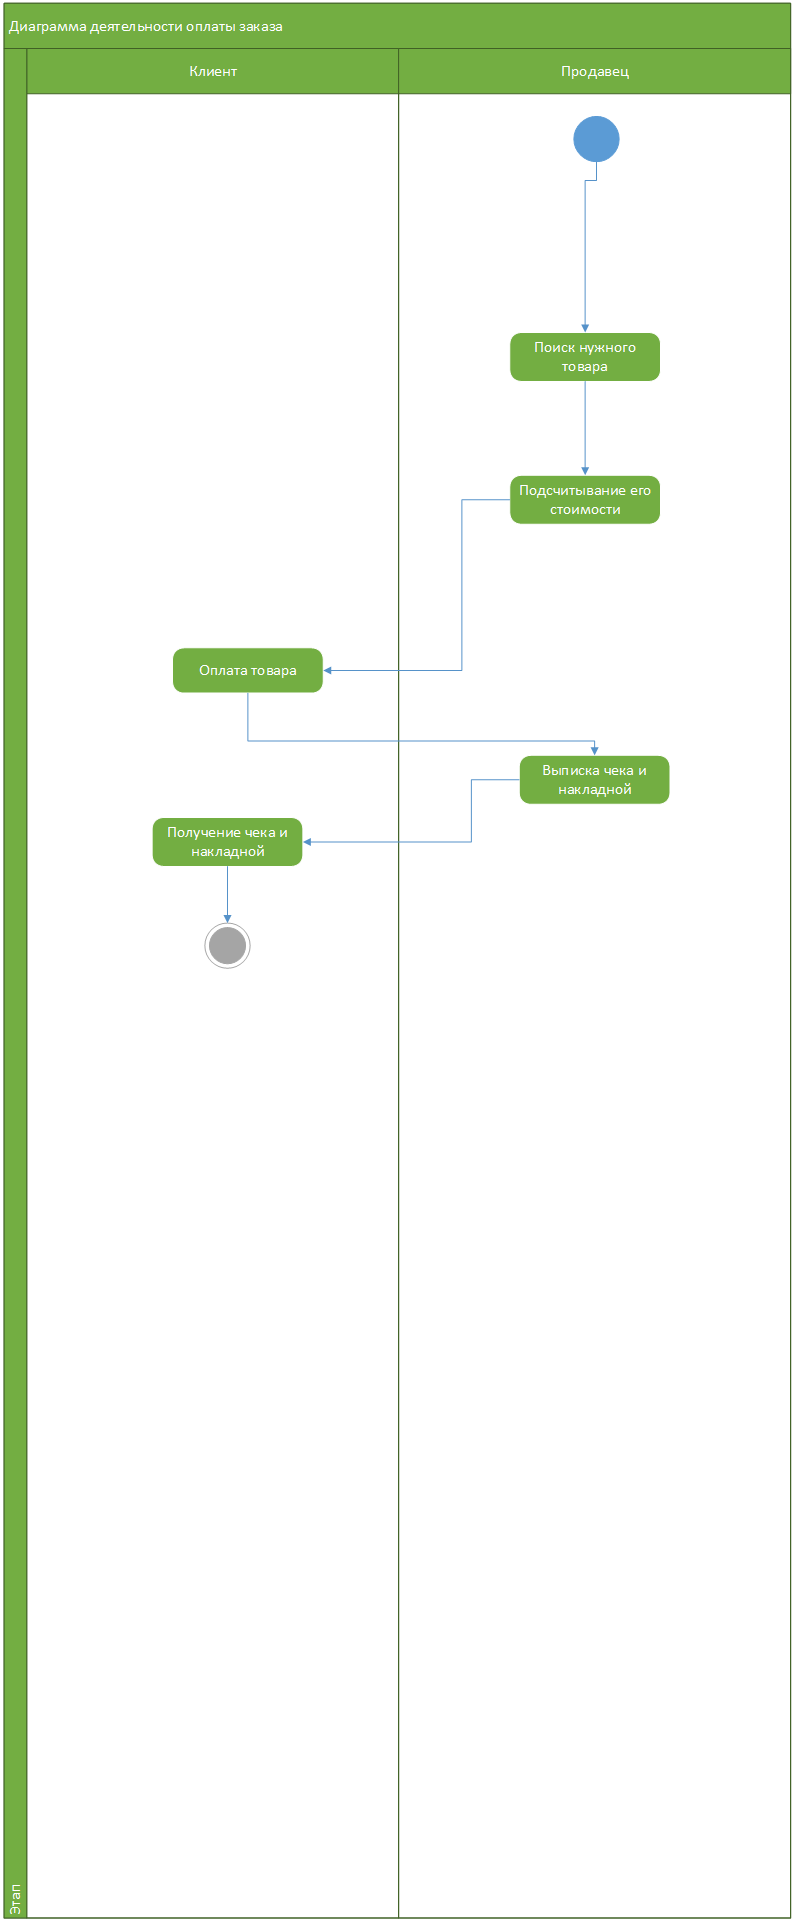 Диаграмма деятельности оплаты заказа
Клиент
Продавец
Поиск нужного
товара
Подсчитывание его
стоимости
Оплата товара
Выписка чека и
накладной
Получение чека и
накладной
Этап